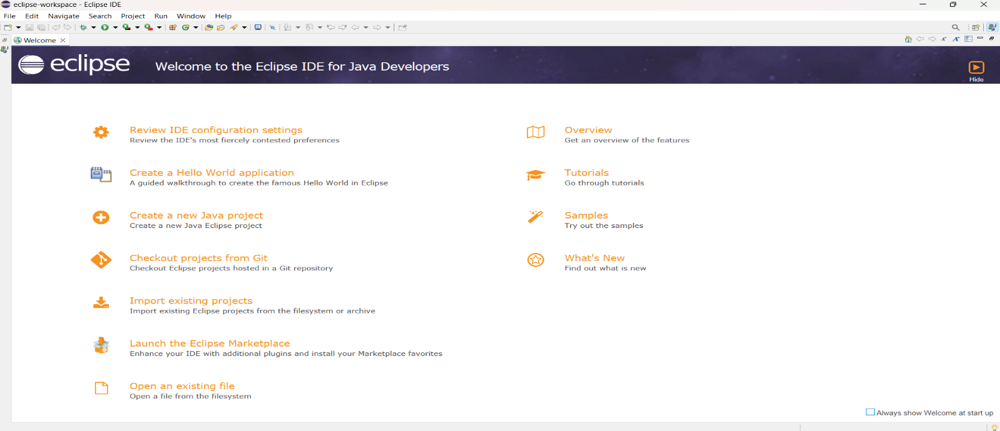 eclipse-workspace - Eclipse IDE
File Edit Navigate Search Project Run Window Help
Welcome
eclipse Welcome to the Eclipse IDE for Java Developers
Hide
Review IDE configuration settings
Review the IDE's most fiercely contested preferences
Create a Hello World application
A guided walkthrough to create the famous Hello World in Eclipse
Create a new Java project
Create a new Java Eclipse project
Checkout projects from Git
Checkout Eclipse projects hosted in a Git repository
Import existing projects
Import existing Eclipse projects from the filesystem or archive
Launch the Eclipse Marketplace
Enhance your IDE with additional plugins and install your Marketplace favorites
Open an existing file
Open a file from the filesystem
Overview
Get an overview of the features
Tutorials
Go through tutorials
Samples
Try out the samples
What's New
Find out what is new
Always show Welcome at start up